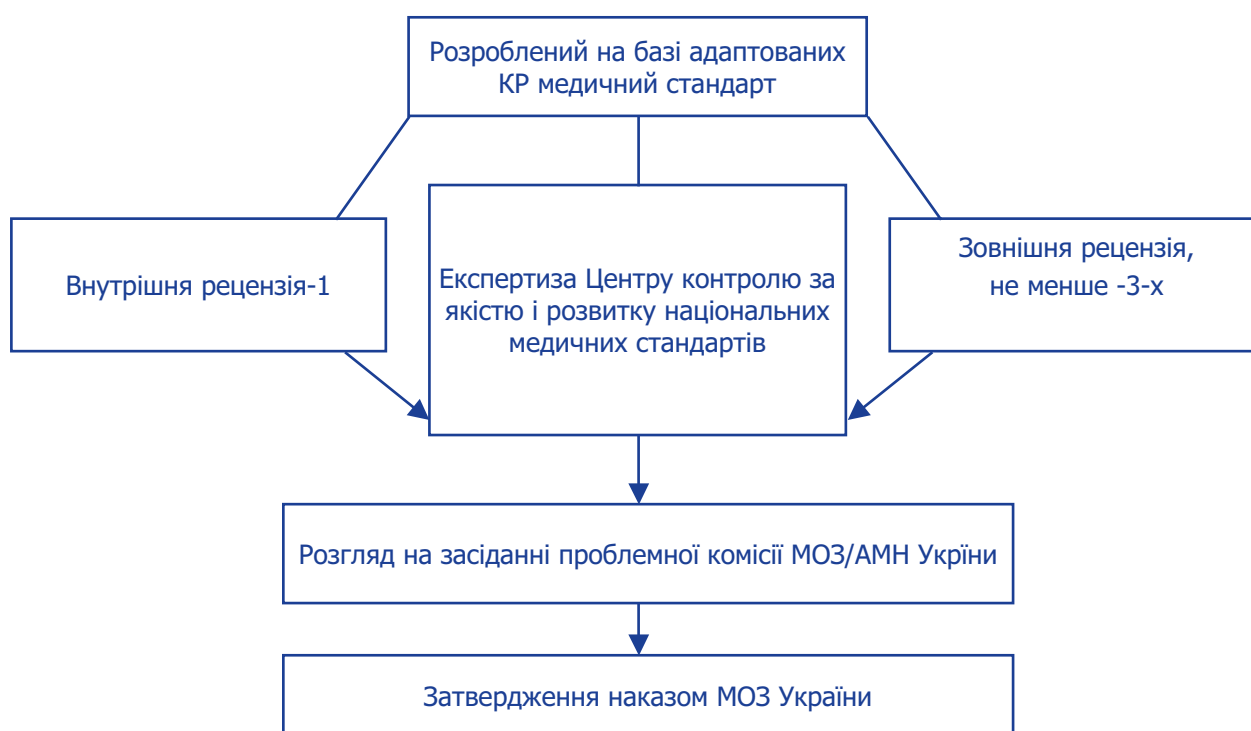 Розроблений на базі адаптованих
КР медичний стандарт
Внутрішня рецензія-1
Експертиза Центру контролю за
якістю і розвитку національних
медичних стандартів
Зовнішня рецензія,
не менше -3-х
Розгляд на засіданні проблемної комісії МОЗ/АМН Укріни
Затвердження наказом МОЗ України